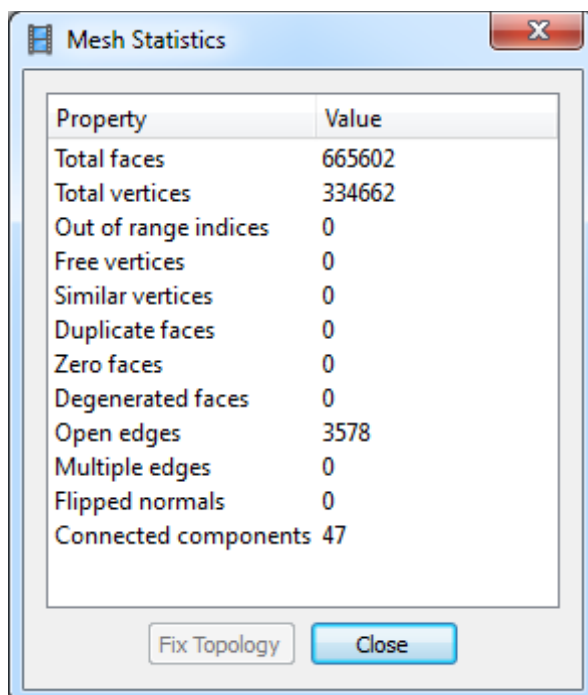 Mesh Statistics
Property Value
Total faces 665602
Total vertices 334662
Out of range indices 0
Free vertices 0
Similar vertices 0
Duplicate faces 0
Zero faces 0
Degenerated faces 0
Open edges 3578
Multiple edges 0
Flipped normals 0
Connected components 47
Fix Topology Close